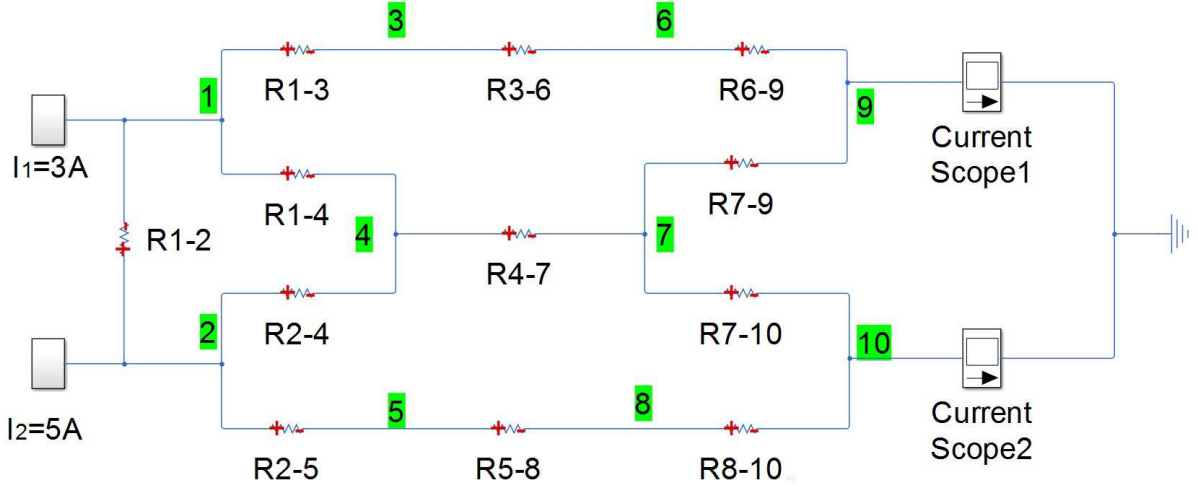 3
6
R1-3
R3-6
R6-9
1
9
I1=3A
Current
Scope1
R1-4
R7-9
R1-2
4
7
R4-7
2
R2-4
R7-10
10
I2=5A
5
8
Current
Scope2
R2-5
R5-8
R8-10